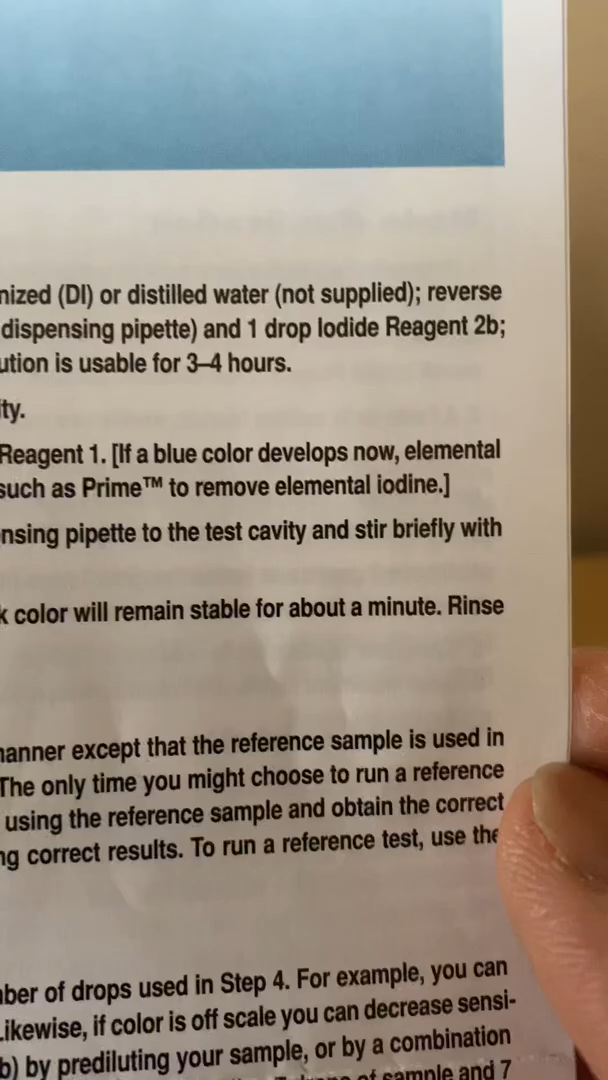 nized (DI) or distilled water (not supplied); reverse
dispensing pipette) and 1 drop Iodide Reagent 2b;
ution is usable for 3–4 hours.
ity.
Reagent 1. [If a blue color develops now, elemental
such as Prime™ to remove elemental iodine.]
nsing pipette to the test cavity and stir briefly with
k color will remain stable for about a minute. Rinse
manner except that the reference sample is used in
The only time you might choose to run a reference
using the reference sample and obtain the correct
ng correct results. To run a reference test, use the
ber of drops used in Step 4. For example, you can
Likewise, if color is off scale you can decrease sensi-
b) by prediluting your sample, or by a combination
of sample and 7